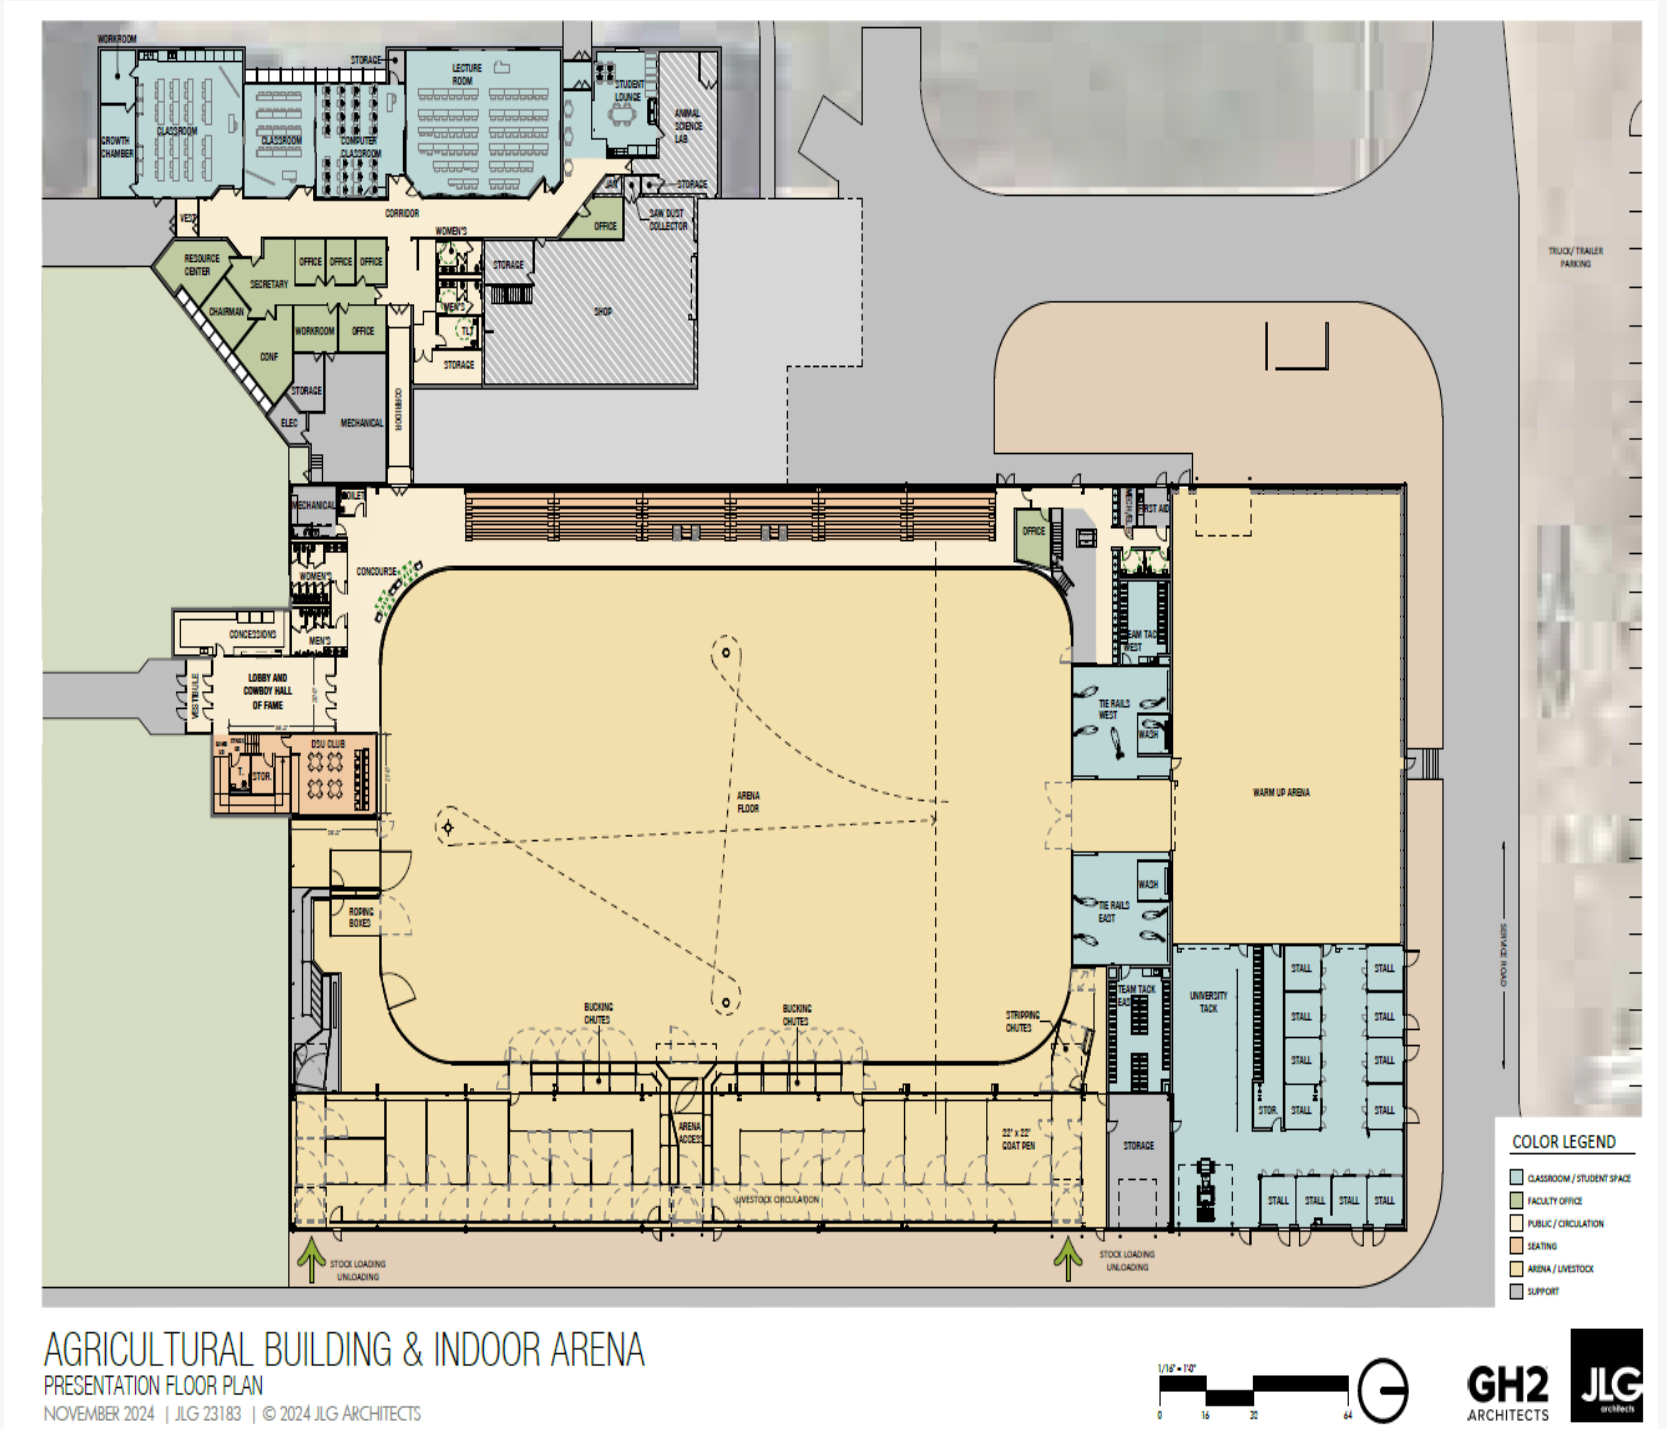 WORKROOM
STORAGE
LECTURE
ROOM
STUDENT
LOUNGE
ANIMAL
SCIENCE
LAB
CLASSROOM
CLASSROOM
COMPUTER
CLASSROOM
GROWTH
CHAMBER
JAN
STORAGE
VEST
CORRIDOR
OFFICE
SAW DUST
COLLECTOR
WOMEN'S
RESOURCE
CENTER
OFFICE
OFFICE
OFFICE
STORAGE
SECRETARY
TRUCK/ TRAILER
PARKING
CHAIRMAN
MEN'S
SHOP
WORKROOM
OFFICE
TLT
CONF
STORAGE
STORAGE
CORRIDOR
ELEC
MECHANICAL
MECHANICAL
TOILET
OFFICE
FIRST AID
CONCOURSE
WOMEN'S
CONCESSIONS
MEN'S
TEAM TACK
WEST
VESTIBULE
LOBBY AND
COWBOY HALL
OF FAME
TIE RAILS
WEST
WASH
DSU CLUB
T.
STOR.
ARENA
FLOOR
WARM UP ARENA
WASH
ROPING
BOXES
TIE RAILS
EAST
SERVICE ROAD
BUCKING
CHUTES
BUCKING
CHUTES
STRIPPING
CHUTES
TEAM TACK
EAST
UNIVERSITY
TACK
STALL
STALL
STALL
STALL
STALL
STALL
STOR.
STALL
STALL
ARENA
ACCESS
22' x 22'
GOAT PEN
STORAGE
LIVESTOCK CIRCULATION
STALL
STALL
STALL
STALL
STOCK LOADING
UNLOADING
STOCK LOADING
UNLOADING
COLOR LEGEND
CLASSROOM / STUDENT SPACE
FACULTY OFFICE
PUBLIC / CIRCULATION
SEATING
ARENA / LIVESTOCK
SUPPORT
AGRICULTURAL BUILDING & INDOOR ARENA
PRESENTATION FLOOR PLAN
NOVEMBER 2024 | JLG 23183 | © 2024 JLG ARCHITECTS
1/16" = 1'0"
0 16 32 64
GH2
ARCHITECTS
JLG
architects